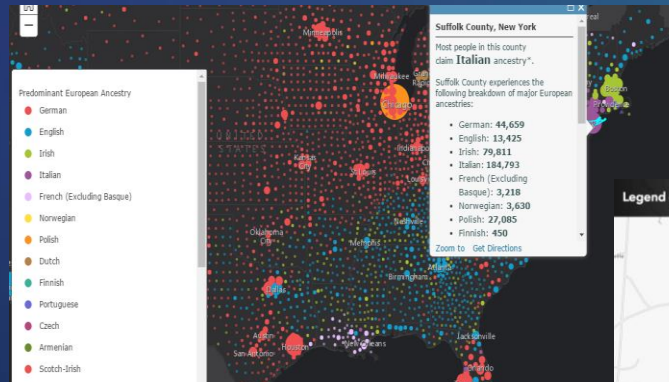 Minneapolis
Milwaukee
Chicago
Kansas
City
St Louis
Oklahoma
City
Nashville
Memphis
Birmingham
Atlanta
Dallas
Austin
San Antonio
Houston
New Orleans
Jacksonville
Orlando
Boston
Providence
Predominant European Ancestry
German
English
Irish
Italian
French (Excluding Basque)
Norwegian
Polish
Dutch
Finnish
Portuguese
Czech
Armenian
Scotch-Irish
Suffolk County, New York
Most people in this county
claim Italian ancestry*.
Suffolk County experiences the
following breakdown of major European
ancestries:
• German: 44,659
• English: 13,425
• Irish: 79,811
• Italian: 184,793
• French (Excluding
Basque): 3,218
• Norwegian: 3,630
• Polish: 27,085
• Finnish: 450
Zoom to Get Directions
Legend